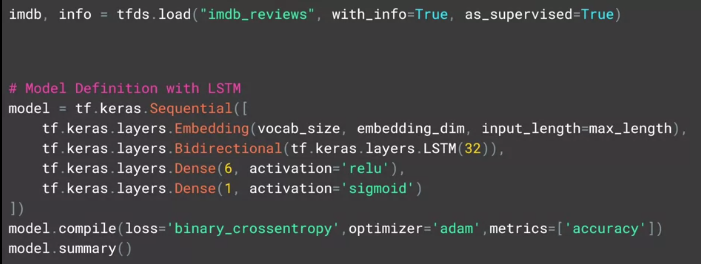 imdb, info = tfds.load("imdb_reviews", with_info=True, as_supervised=True)
# Model Definition with LSTM
model = tf.keras.Sequential([
    tf.keras.layers.Embedding(vocab_size, embedding_dim, input_length=max_length),
    tf.keras.layers.Bidirectional(tf.keras.layers.LSTM(32)),
    tf.keras.layers.Dense(6, activation='relu'),
    tf.keras.layers.Dense(1, activation='sigmoid')
])
model.compile(loss='binary_crossentropy',optimizer='adam',metrics=['accuracy'])
model.summary()